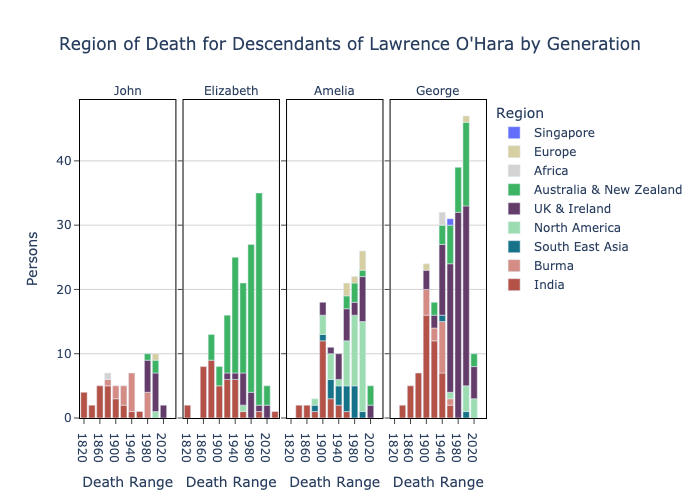 Region of Death for Descendants of Lawrence O'Hara by Generation
John
Elizabeth
Amelia
George
Region
Singapore
Europe
Africa
Australia & New Zealand
UK & Ireland
North America
South East Asia
Burma
India
Persons
40
30
20
10
0
1820 1860 1900 1940 1980 2020
1820 1860 1900 1940 1980 2020
1820 1860 1900 1940 1980 2020
1820 1860 1900 1940 1980 2020
Death Range
Death Range
Death Range
Death Range